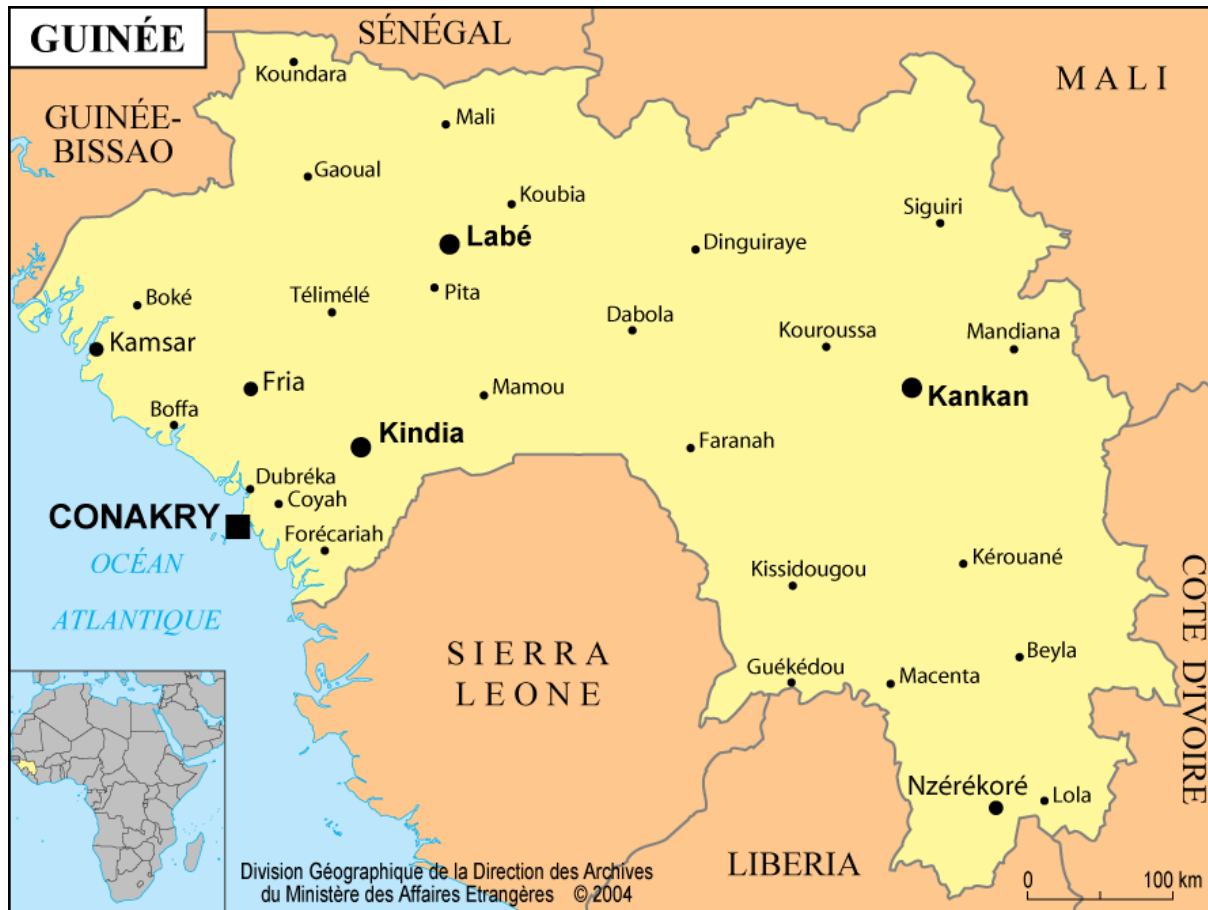 GUINÉE
SÉNÉGAL
MALI
GUINÉE-
BISSAO
Koundara
Mali
Gaoual
Koubia
Siguiri
Labé
Dinguiraye
Boké
Télimélé
Pita
Dabola
Kouroussa
Mandiana
Kamsar
Fria
Mamou
Kankan
Boffa
Kindia
Faranah
Dubréka
Coyah
CONAKRY
Forécariah
OCÉAN
ATLANTIQUE
Kissidougou
Kérouané
COTE D'IVOIRE
SIERRA
LEONE
Guékédou
Macenta
Beyla
Nzérékoré
Lola
LIBERIA
Division Géographique de la Direction des Archives
du Ministère des Affaires Etrangères © 2004
0 100 km